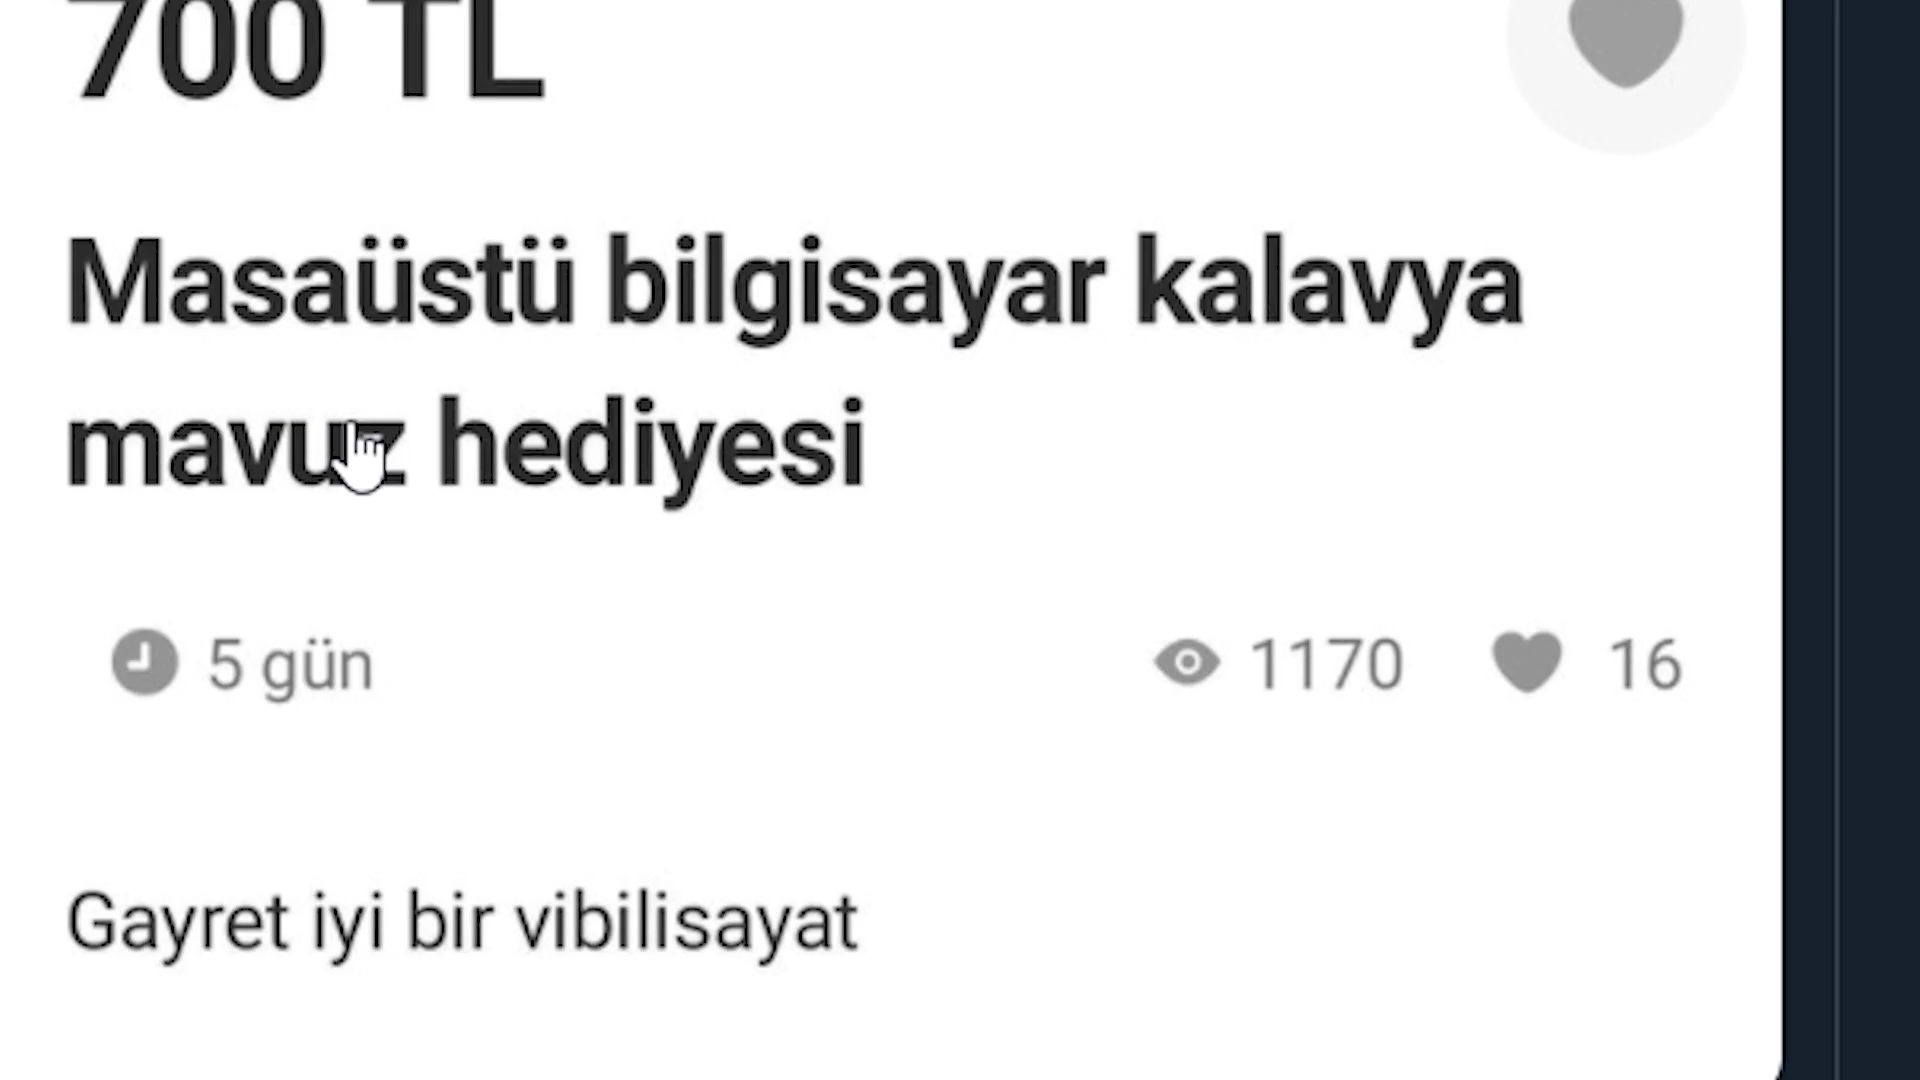 700 TL
Masaüstü bilgisayar kalavya
mavuz hediyesi
5 gün
1170
16
Gayret iyi bir vibilisayat